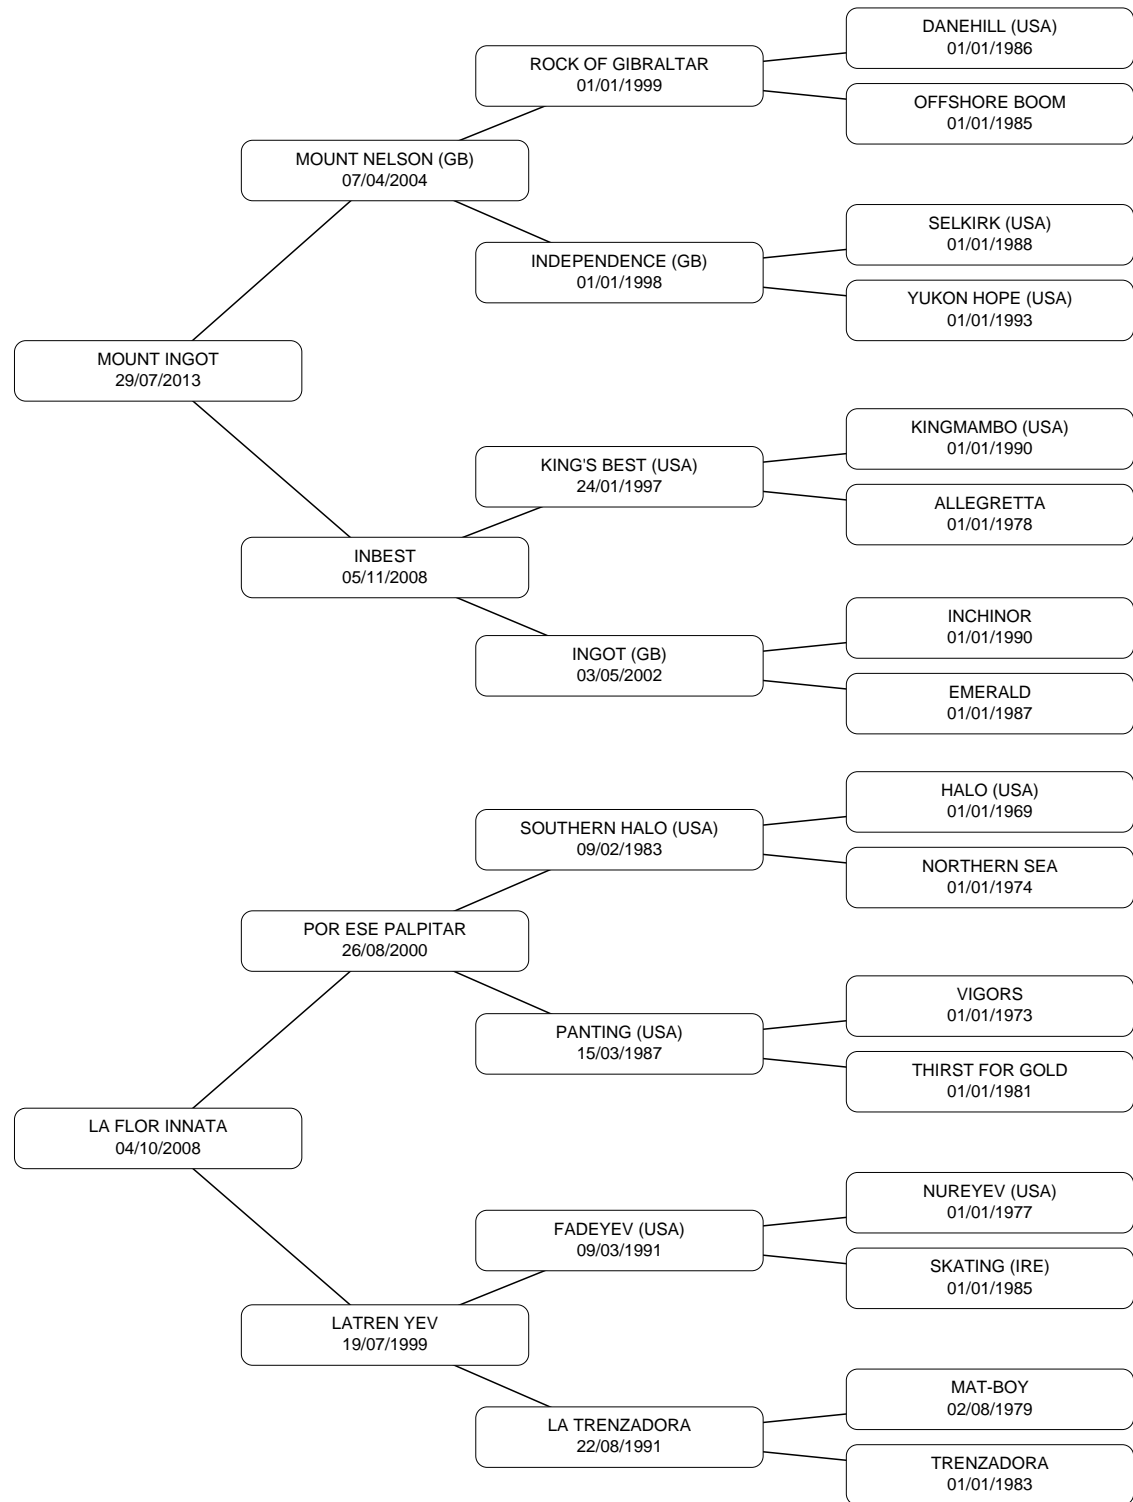 DANEHILL (USA)
01/01/1986
ROCK OF GIBRALTAR
01/01/1999
OFFSHORE BOOM
01/01/1985
MOUNT NELSON (GB)
07/04/2004
SELKIRK (USA)
01/01/1988
INDEPENDENCE (GB)
01/01/1998
YUKON HOPE (USA)
01/01/1993
MOUNT INGOT
29/07/2013
KINGMAMBO (USA)
01/01/1990
KING'S BEST (USA)
24/01/1997
ALLEGRETTA
01/01/1978
INBEST
05/11/2008
INCHINOR
01/01/1990
INGOT (GB)
03/05/2002
EMERALD
01/01/1987
HALO (USA)
01/01/1969
SOUTHERN HALO (USA)
09/02/1983
NORTHERN SEA
01/01/1974
POR ESE PALPITAR
26/08/2000
VIGORS
01/01/1973
PANTING (USA)
15/03/1987
THIRST FOR GOLD
01/01/1981
LA FLOR INNATA
04/10/2008
NUREYEV (USA)
01/01/1977
FADEYEV (USA)
09/03/1991
SKATING (IRE)
01/01/1985
LATREN YEV
19/07/1999
MAT-BOY
02/08/1979
LA TRENZADORA
22/08/1991
TRENZADORA
01/01/1983